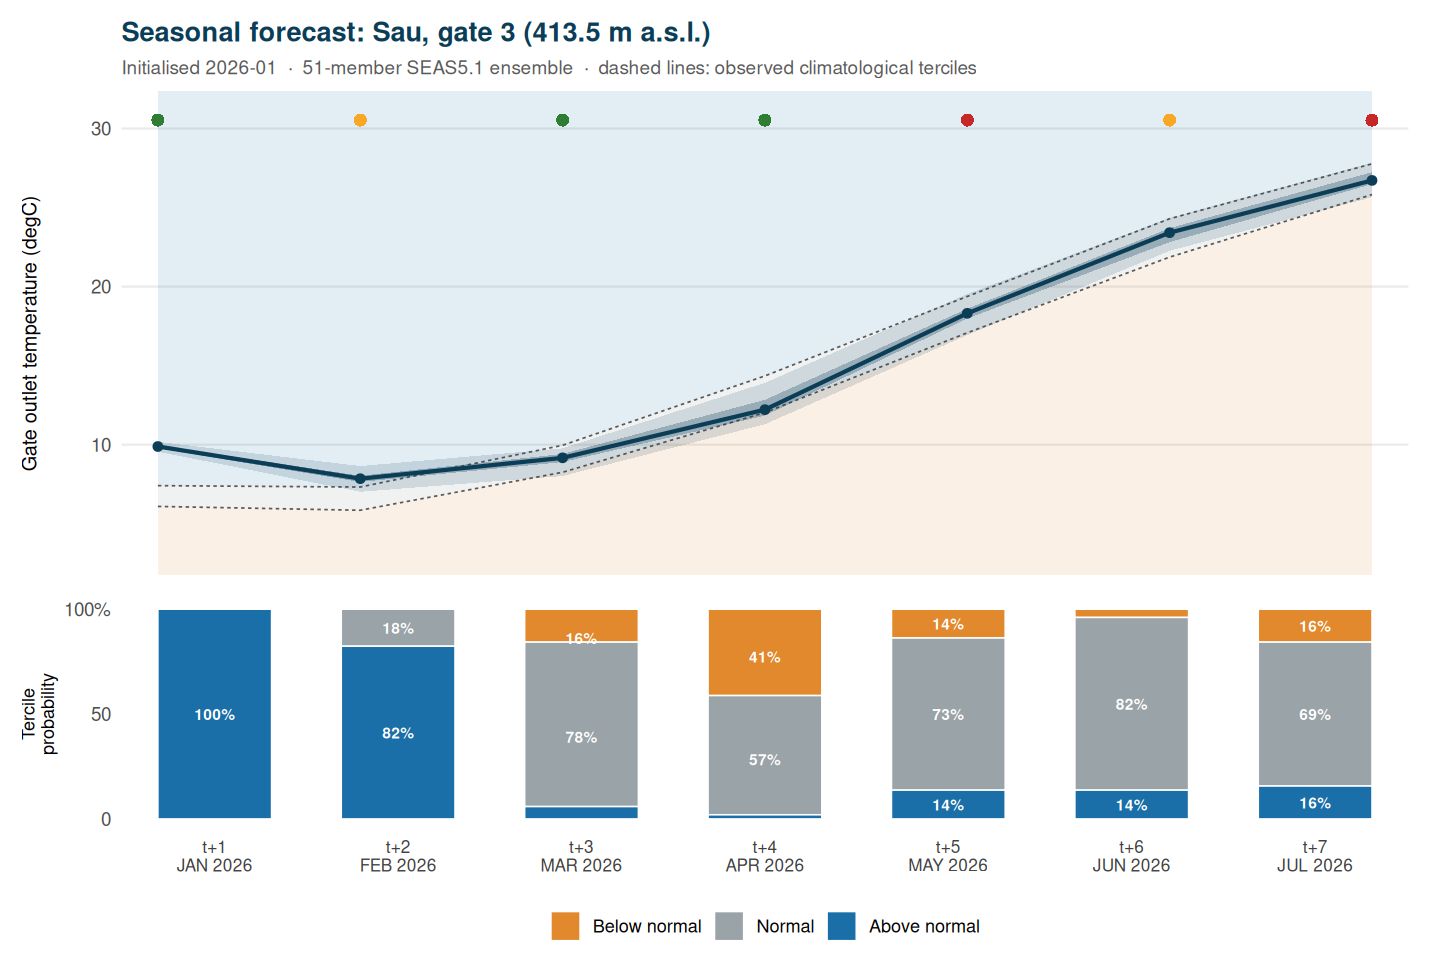 Seasonal forecast: Sau, gate 3 (413.5 m a.s.l.)
Initialised 2026-01 · 51-member SEAS5.1 ensemble · dashed lines: observed climatological terciles
Gate outlet temperature (degC)
30
20
10
Tercile
probability
100%
50
0
100%
18%
82%
16%
78%
41%
57%
14%
73%
14%
82%
14%
16%
69%
16%
t+1
JAN 2026
t+2
FEB 2026
t+3
MAR 2026
t+4
APR 2026
t+5
MAY 2026
t+6
JUN 2026
t+7
JUL 2026
Below normal
Normal
Above normal